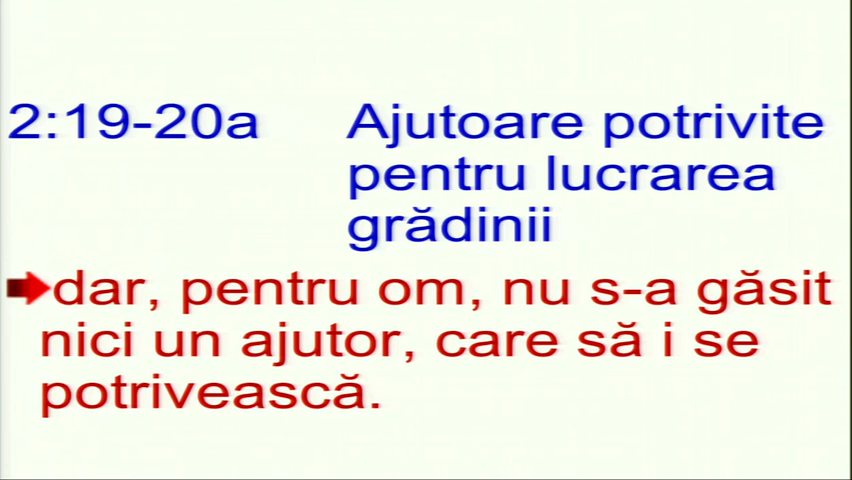 2:19-20a Ajutoare potrivite
pentru lucrarea
grădinii
dar, pentru om, nu s-a găsit
nici un ajutor, care să i se
potrivească.